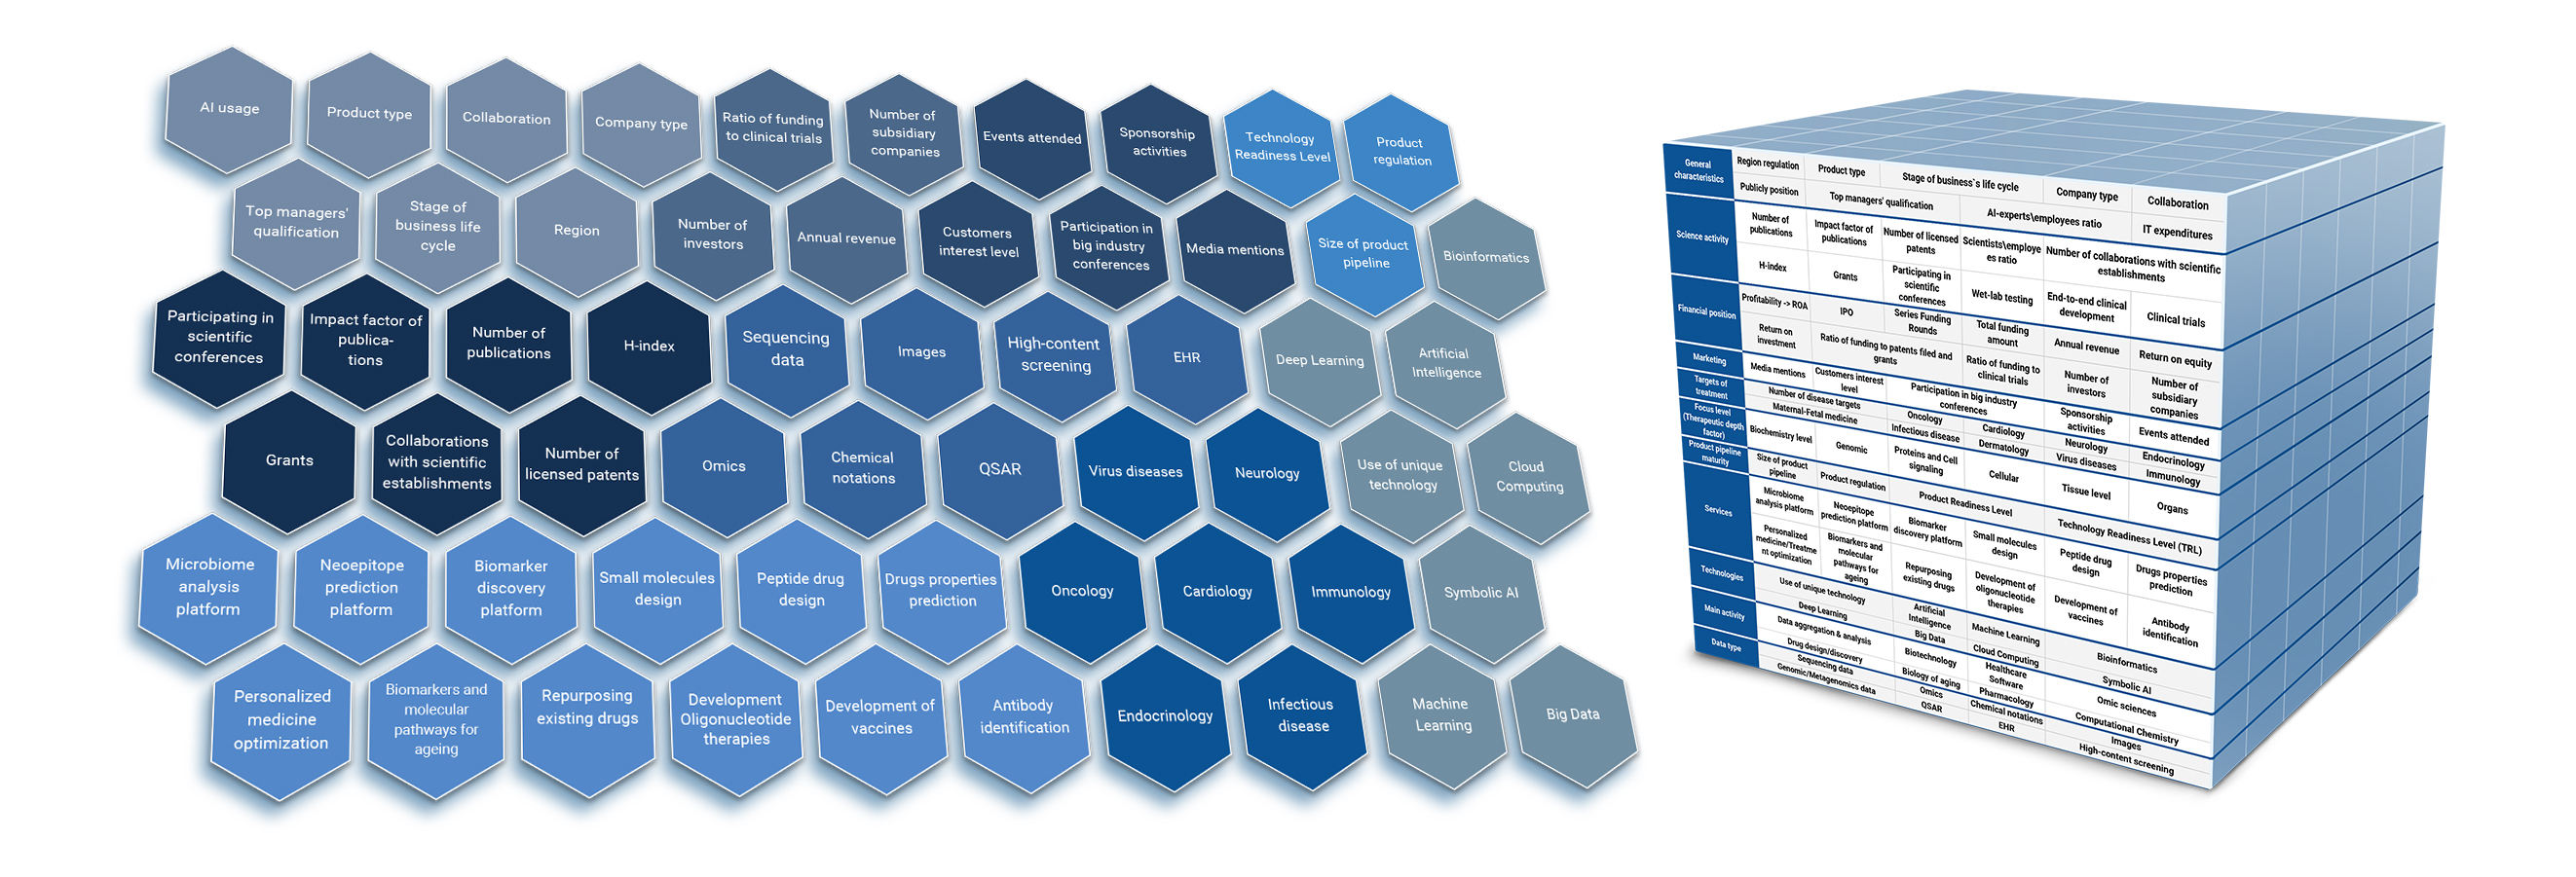 AI usage
Product type
Collaboration
Company type
Ratio of funding
to clinical trials
Number of
subsidiary
companies
Events attended
Sponsorship
activities
Technology
Readiness Level
Product
regulation
Top managers'
qualification
Stage of
business life
cycle
Region
Number of
investors
Annual revenue
Customers
interest level
Participation in
big industry
conferences
Media mentions
Size of product
pipeline
Bioinformatics
Participating in
scientific
conferences
Impact factor of
publica-
tions
Number of
publications
H-index
Sequencing
data
Images
High-content
screening
EHR
Deep Learning
Artificial
Intelligence
Grants
Collaborations
with scientific
establishments
Number of
licensed patents
Omics
Chemical
notations
QSAR
Virus diseases
Neurology
Use of unique
technology
Cloud
Computing
Microbiome
analysis
platform
Neoepitope
prediction
platform
Biomarker
discovery
platform
Small molecules
design
Peptide drug
design
Drugs properties
prediction
Oncology
Cardiology
Immunology
Symbolic AI
Personalized
medicine
optimization
Biomarkers and
molecular
pathways for
ageing
Repurposing
existing drugs
Development
Oligonucleotide
therapies
Development of
vaccines
Antibody
identification
Endocrinology
Infectious
disease
Machine
Learning
Big Data
General
characteristics
Region regulation
Product type
Stage of business`s life cycle
Company type
Collaboration
Publicly position
Top managers' qualification
AI-experts\employees ratio
IT expenditures
Science activity
Number of
publications
Impact factor of
publications
Number of licensed
patents
Scientists\employe
es ratio
Number of collaborations with scientific
establishments
H-index
Grants
Participating in
scientific
conferences
Wet-lab testing
End-to-end clinical
development
Clinical trials
Financial position
Profitability -> ROA
IPO
Series Funding
Rounds
Total funding
amount
Annual revenue
Return on equity
Return on
investment
Ratio of funding to patents filed and
grants
Ratio of funding to
clinical trials
Number of
investors
Number of
subsidiary
companies
Marketing
Media mentions
Customers interest
level
Participation in big industry
conferences
Sponsorship
activities
Events attended
Targets of
treatment
Number of disease targets
Oncology
Cardiology
Neurology
Endocrinology
Maternal-Fetal medicine
Infectious disease
Dermatology
Virus diseases
Immunology
Focus level
(Therapeutic depth
factor)
Biochemistry level
Genomic
Proteins and Cell
signaling
Cellular
Tissue level
Organs
Product pipeline
maturity
Size of product
pipeline
Product regulation
Product Readiness Level
Technology Readiness Level (TRL)
Services
Microbiome
analysis platform
Neoepitope
prediction platform
Biomarker
discovery platform
Small molecules
design
Peptide drug
design
Drugs properties
prediction
Personalized
medicine/Treatme
nt optimization
Biomarkers and
molecular
pathways for
ageing
Repurposing
existing drugs
Development of
oligonucleotide
therapies
Development of
vaccines
Antibody
identification
Technologies
Use of unique technology
Artificial
Intelligence
Machine Learning
Bioinformatics
Deep Learning
Big Data
Cloud Computing
Symbolic AI
Main activity
Data aggregation & analysis
Biotechnology
Healthcare
Software
Omic sciences
Drug design/discovery
Biology of aging
Pharmacology
Computational Chemistry
Data type
Sequencing data
Omics
Chemical notations
Images
Genomic/Metagenomics data
QSAR
EHR
High-content screening